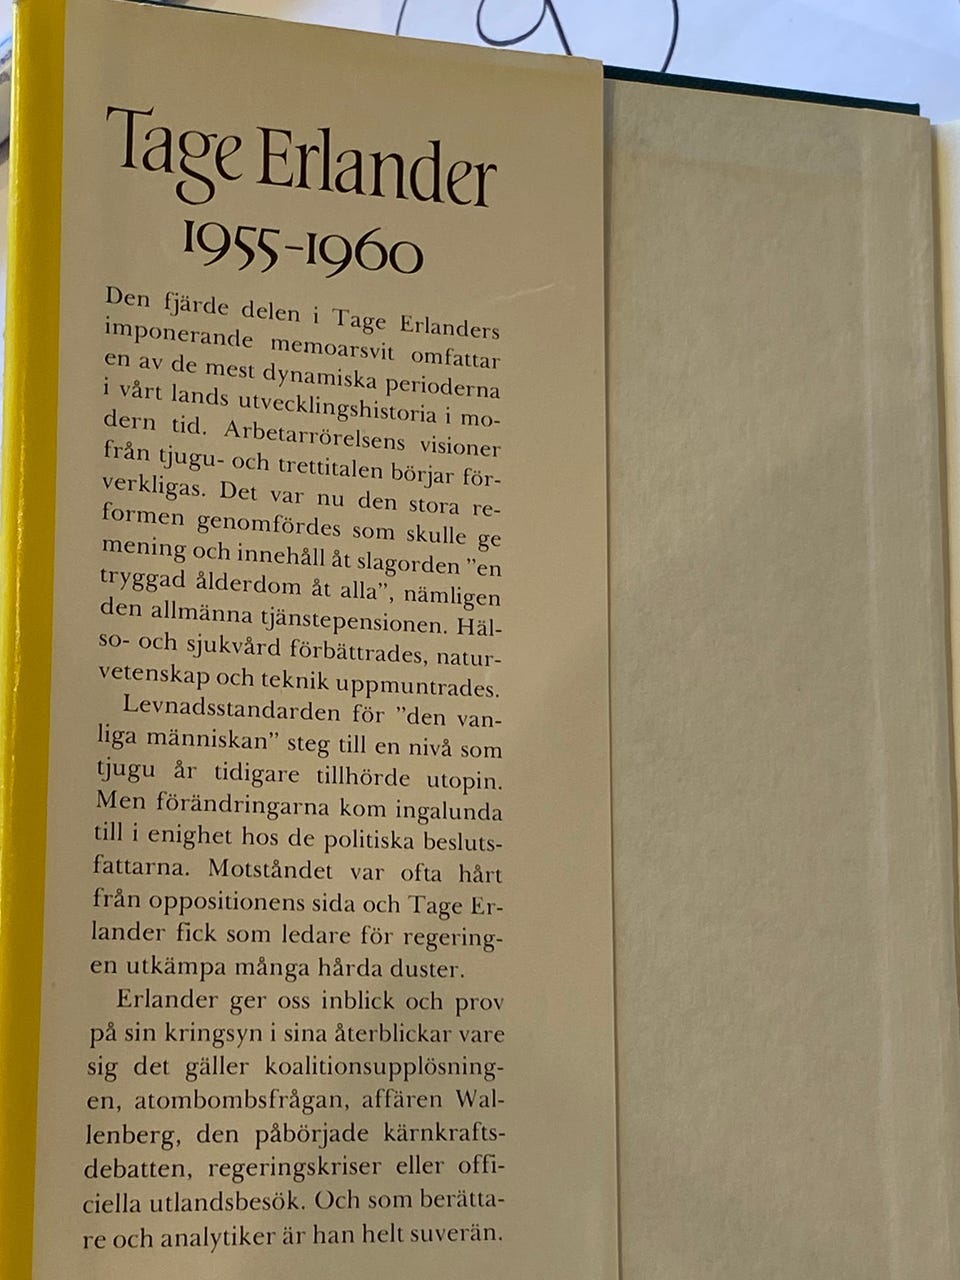 Tage Erlander
1955–1960
Den fjärde delen i Tage Erlanders
imponerande memoarsvit omfattar
en av de mest dynamiska perioderna
i vårt lands utvecklingshistoria i mo-
dern tid. Arbetarrörelsens visioner
från tjugu- och trettitalen börjar för-
verkligas. Det var nu den stora re-
formen genomfördes som skulle ge
mening och innehåll åt slagorden ”en
tryggad ålderdom åt alla”, nämligen
den allmänna tjänstepensionen. Häl-
so- och sjukvård förbättrades, natur-
vetenskap och teknik uppmuntrades.
Levnadsstandarden för ”den van-
liga människan” steg till en nivå som
tjugu år tidigare tillhörde utopin.
Men förändringarna kom ingalunda
till i enighet hos de politiska besluts-
fattarna. Motståndet var ofta hårt
från oppositionens sida och Tage Er-
lander fick som ledare för regering-
en utkämpa många hårda duster.
Erlander ger oss inblick och prov
på sin kringsyn i sina återblickar vare
sig det gäller koalitionsupplösning-
en, atombombsfrågan, affären Wal-
lenberg, den påbörjade kärnkrafts-
debatten, regeringskriser eller offi-
ciella utlandsbesök. Och som berätta-
re och analytiker är han helt suverän.